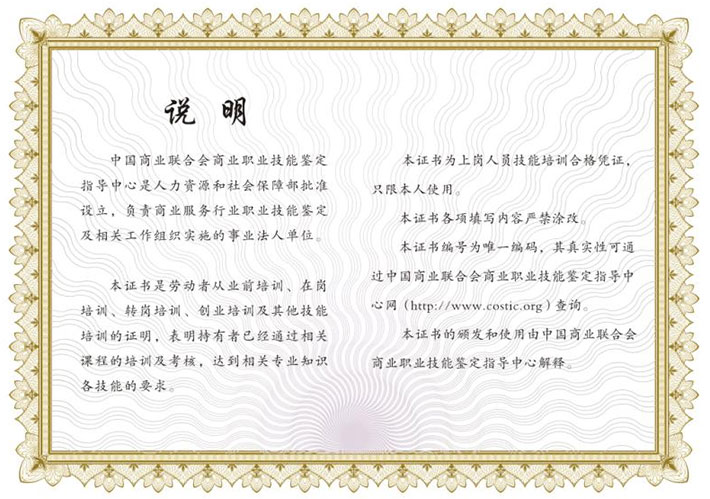 说 明
中国商业联合会商业职业技能鉴定
指导中心是人力资源和社会保障部批准
设立，负责商业服务行业职业技能鉴定
及相关工作组织实施的事业法人单位。
本证书是劳动者从业前培训、在岗
培训、转岗培训、创业培训及其他技能
培训的证明，表明持有者已经通过相关
课程的培训及考核，达到相关专业知识
各技能的要求。
本证书为上岗人员技能培训合格凭证，
只限本人使用。
本证书各项填写内容严禁涂改。
本证书编号为唯一编码，其真实性可通
过中国商业联合会商业职业技能鉴定指导中
心网（http://www.costic.org）查询。
本证书的颁发和使用由中国商业联合会
商业职业技能鉴定指导中心解释。